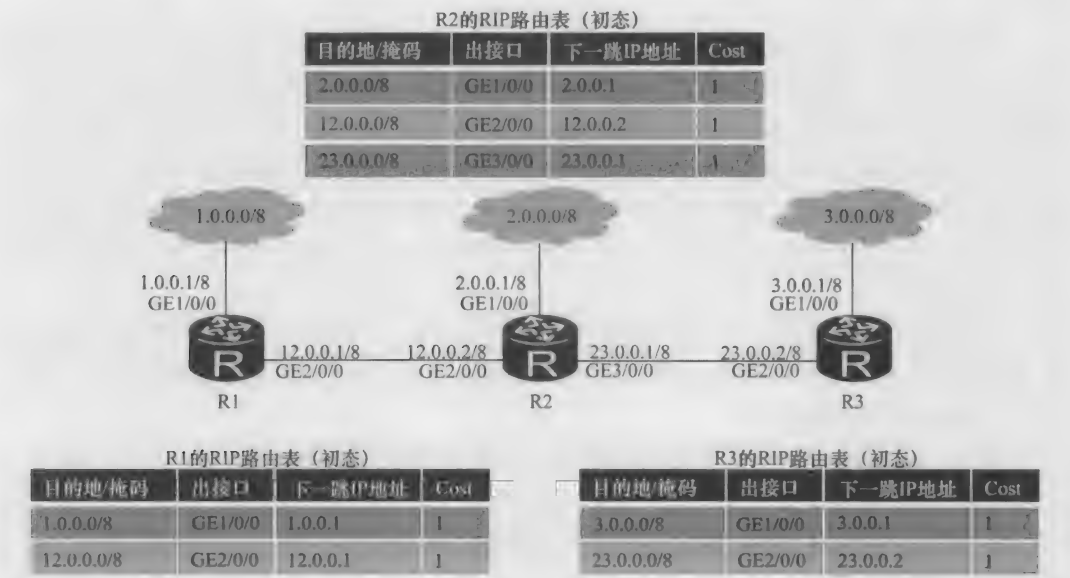 R2的RIP路由表（初态）
目的地/掩码 出接口 下一跳IP地址 Cost
2.0.0.0/8 GE1/0/0 2.0.0.1 1
12.0.0.0/8 GE2/0/0 12.0.0.2 1
23.0.0.0/8 GE3/0/0 23.0.0.1 1
1.0.0.0/8 2.0.0.0/8 3.0.0.0/8
1.0.0.1/8 2.0.0.1/8 3.0.0.1/8
GE1/0/0 GE1/0/0 GE1/0/0
12.0.0.1/8 12.0.0.2/8 23.0.0.1/8 23.0.0.2/8
GE2/0/0 GE2/0/0 GE3/0/0 GE2/0/0
R R R
R1 R2 R3
R1的RIP路由表（初态）
目的地/掩码 出接口 下一跳IP地址 Cost
1.0.0.0/8 GE1/0/0 1.0.0.1 1
12.0.0.0/8 GE2/0/0 12.0.0.1 1
R3的RIP路由表（初态）
目的地/掩码 出接口 下一跳IP地址 Cost
3.0.0.0/8 GE1/0/0 3.0.0.1 1
23.0.0.0/8 GE2/0/0 23.0.0.2 1